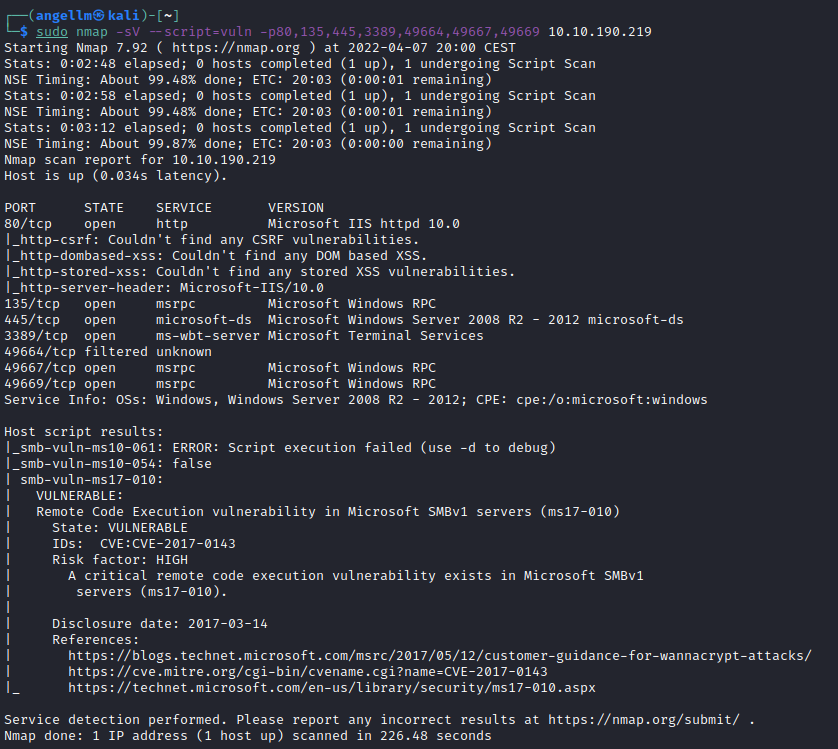 ┌──(angellm㉿kali)-[~]
└─$ sudo nmap -sV --script=vuln -p80,135,445,3389,49664,49667,49669 10.10.190.219
Starting Nmap 7.92 ( https://nmap.org ) at 2022-04-07 20:00 CEST
Stats: 0:02:48 elapsed; 0 hosts completed (1 up), 1 undergoing Script Scan
NSE Timing: About 99.48% done; ETC: 20:03 (0:00:01 remaining)
Stats: 0:02:58 elapsed; 0 hosts completed (1 up), 1 undergoing Script Scan
NSE Timing: About 99.48% done; ETC: 20:03 (0:00:01 remaining)
Stats: 0:03:12 elapsed; 0 hosts completed (1 up), 1 undergoing Script Scan
NSE Timing: About 99.87% done; ETC: 20:03 (0:00:00 remaining)
Nmap scan report for 10.10.190.219
Host is up (0.034s latency).

PORT      STATE    SERVICE       VERSION
80/tcp    open     http          Microsoft IIS httpd 10.0
|_http-csrf: Couldn't find any CSRF vulnerabilities.
|_http-dombased-xss: Couldn't find any DOM based XSS.
|_http-stored-xss: Couldn't find any stored XSS vulnerabilities.
|_http-server-header: Microsoft-IIS/10.0
135/tcp   open     msrpc         Microsoft Windows RPC
445/tcp   open     microsoft-ds  Microsoft Windows Server 2008 R2 - 2012 microsoft-ds
3389/tcp  open     ms-wbt-server Microsoft Terminal Services
49664/tcp filtered unknown
49667/tcp open     msrpc         Microsoft Windows RPC
49669/tcp open     msrpc         Microsoft Windows RPC
Service Info: OSs: Windows, Windows Server 2008 R2 - 2012; CPE: cpe:/o:microsoft:windows

Host script results:
|_smb-vuln-ms10-061: ERROR: Script execution failed (use -d to debug)
|_smb-vuln-ms10-054: false
| smb-vuln-ms17-010:
|   VULNERABLE:
|   Remote Code Execution vulnerability in Microsoft SMBv1 servers (ms17-010)
|     State: VULNERABLE
|     IDs:  CVE:CVE-2017-0143
|     Risk factor: HIGH
|       A critical remote code execution vulnerability exists in Microsoft SMBv1
|        servers (ms17-010).
|
|     Disclosure date: 2017-03-14
|     References:
|       https://blogs.technet.microsoft.com/msrc/2017/05/12/customer-guidance-for-wannacrypt-attacks/
|       https://cve.mitre.org/cgi-bin/cvename.cgi?name=CVE-2017-0143
|_      https://technet.microsoft.com/en-us/library/security/ms17-010.aspx

Service detection performed. Please report any incorrect results at https://nmap.org/submit/ .
Nmap done: 1 IP address (1 host up) scanned in 226.48 seconds